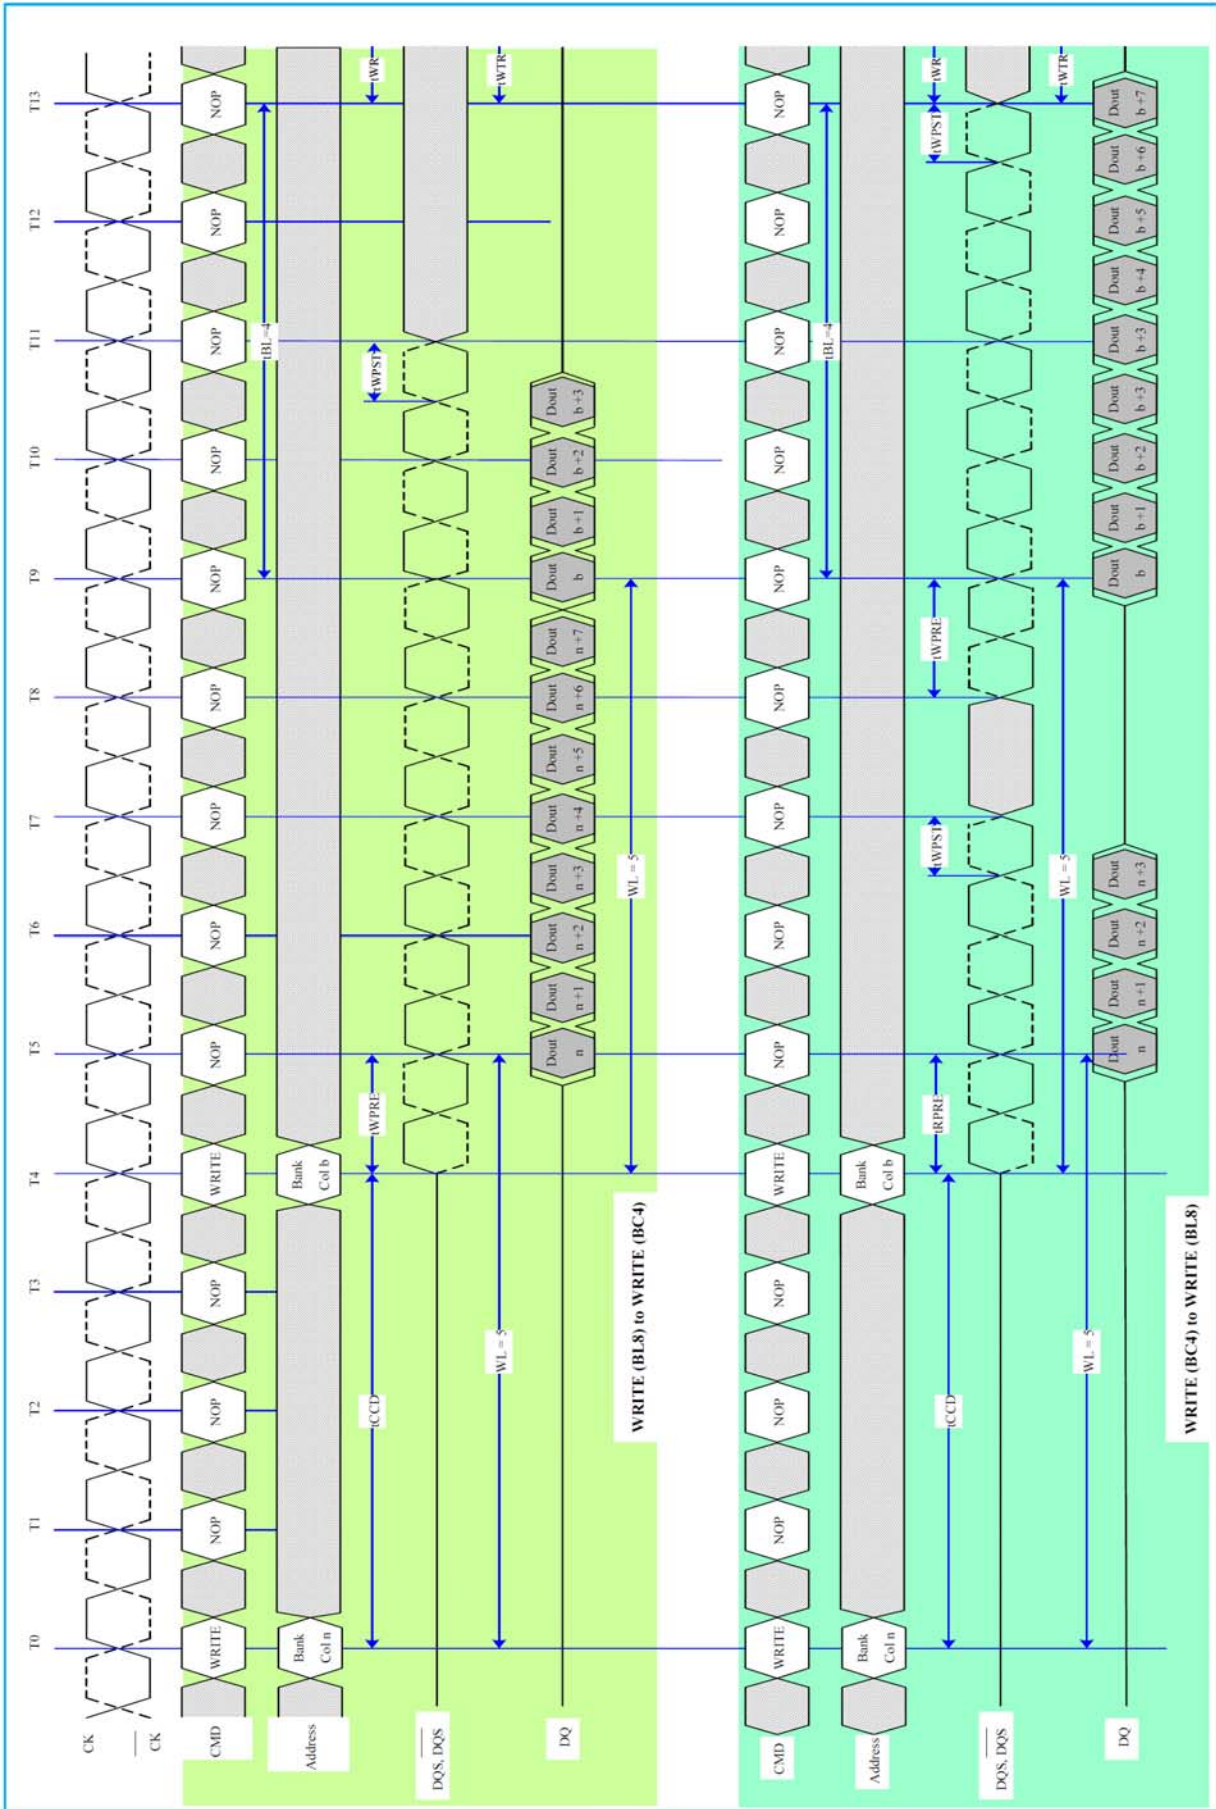 T0 T1 T2 T3 T4 T5 T6 T7 T8 T9 T10 T11 T12 T13
CK
CK
CMD WRITE NOP NOP NOP WRITE NOP NOP NOP NOP NOP NOP NOP NOP NOP
tBL=4
Address
Bank
Col n
Bank
Col b
tCCD tWPRE tWPST tWR
DQS, DQS
WL = 5 tWTR
DQ
Dout
n
Dout
n +1
Dout
n +2
Dout
n +3
Dout
n +4
Dout
n +5
Dout
n +6
Dout
n +7
Dout
b
Dout
b +1
Dout
b +2
Dout
b +3
WL = 5
WRITE (BL8) to WRITE (BC4)
CMD WRITE NOP NOP NOP WRITE NOP NOP NOP NOP NOP NOP NOP NOP NOP
tBL=4
Address
Bank
Col n
Bank
Col b
tCCD tRPRE tWPST tWPRE tWPST tWR
DQS, DQS
WL = 5 tWTR
WL = 5
DQ
Dout
n
Dout
n +1
Dout
n +2
Dout
n +3
Dout
b
Dout
b +1
Dout
b +2
Dout
b +3
Dout
b +3
Dout
b +4
Dout
b +5
Dout
b +6
Dout
b +7
WRITE (BC4) to WRITE (BL8)